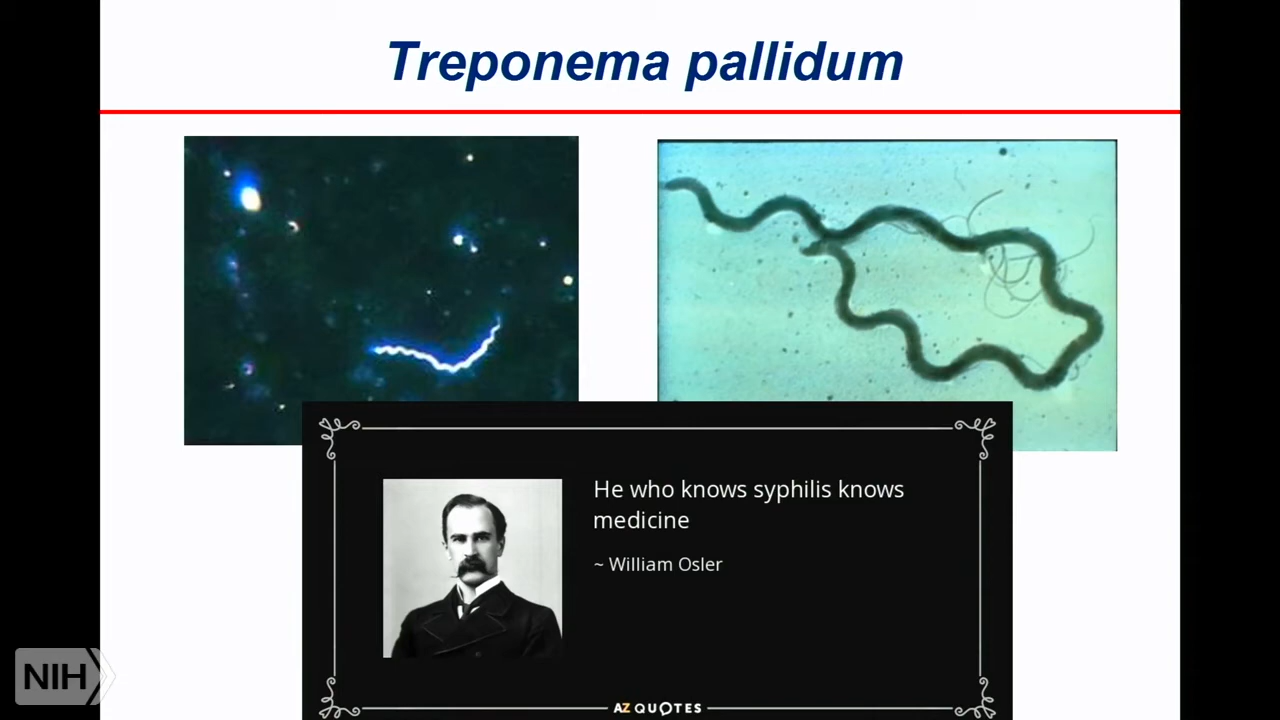 Treponema pallidum
He who knows syphilis knows
medicine
~ William Osler
NIH
AZ QUOTES